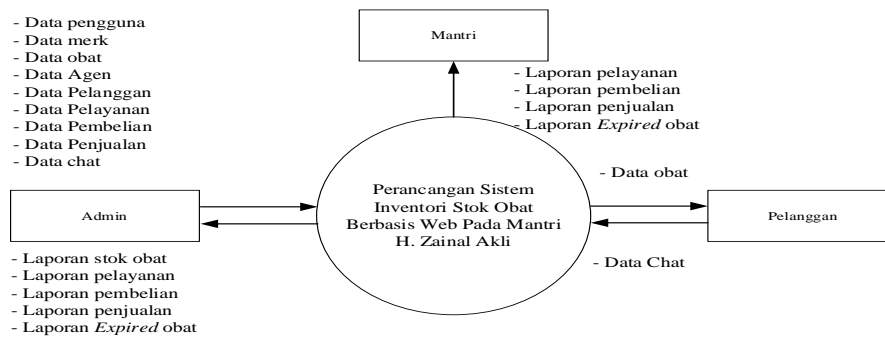 - Data pengguna
- Data merk
- Data obat
- Data Agen
- Data Pelanggan
- Data Pelayanan
- Data Pembelian
- Data Penjualan
- Data chat
Mantri
- Laporan pelayanan
- Laporan pembelian
- Laporan penjualan
- Laporan Expired obat
Admin
Perancangan Sistem
Inventori Stok Obat
Berbasis Web Pada Mantri
H. Zainal Akli
- Data obat
Pelanggan
- Data Chat
- Laporan stok obat
- Laporan pelayanan
- Laporan pembelian
- Laporan penjualan
- Laporan Expired obat